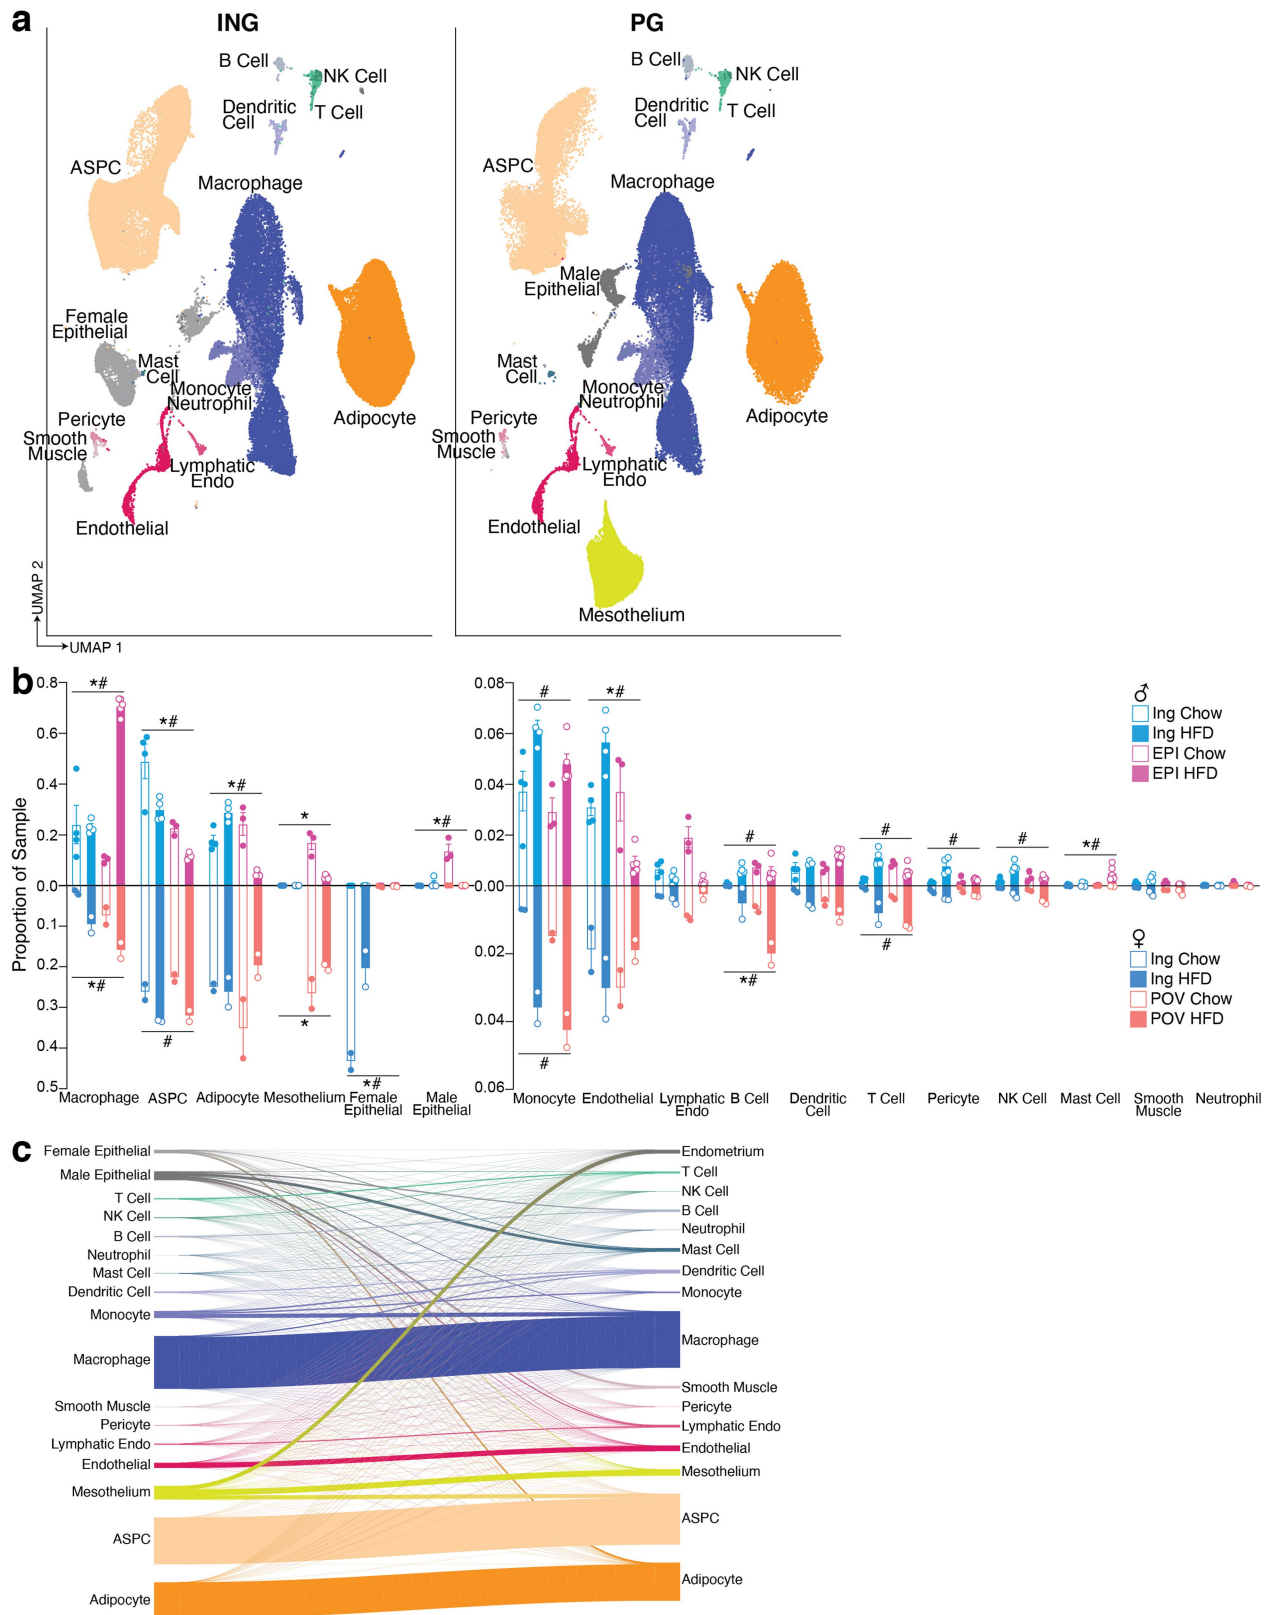 a
ING
PG
B Cell
NK Cell
Dendritic
Cell
T Cell
ASPC
Macrophage
Female
Epithelial
Mast
Cell
Monocyte
Neutrophil
Pericyte
Smooth
Muscle
Lymphatic
Endo
Endothelial
Adipocyte
B Cell
NK Cell
Dendritic
Cell
T Cell
ASPC
Macrophage
Male
Epithelial
Mast
Cell
Monocyte
Neutrophil
Pericyte
Smooth
Muscle
Lymphatic
Endo
Endothelial
Adipocyte
Mesothelium
UMAP 2
UMAP 1
b
Proportion of Sample
0.8
0.6
0.4
0.2
0.0
0.1
0.2
0.3
0.4
0.5
*#
*#
*#
*
*#
*#
#
*
*#
Macrophage
ASPC
Adipocyte
Mesothelium
Female
Epithelial
Male
Epithelial
0.08
0.06
0.04
0.02
0.00
0.02
0.04
0.06
#
*#
#
#
#
#
*#
#
*#
#
Monocyte
Endothelial
Lymphatic
Endo
B Cell
Dendritic
Cell
T Cell
Pericyte
NK Cell
Mast Cell
Smooth
Muscle
Neutrophil
♂
Ing Chow
Ing HFD
EPI Chow
EPI HFD
♀
Ing Chow
Ing HFD
POV Chow
POV HFD
c
Female Epithelial
Male Epithelial
T Cell
NK Cell
B Cell
Neutrophil
Mast Cell
Dendritic Cell
Monocyte
Macrophage
Smooth Muscle
Pericyte
Lymphatic Endo
Endothelial
Mesothelium
ASPC
Adipocyte
Endometrium
T Cell
NK Cell
B Cell
Neutrophil
Mast Cell
Dendritic Cell
Monocyte
Macrophage
Smooth Muscle
Pericyte
Lymphatic Endo
Endothelial
Mesothelium
ASPC
Adipocyte